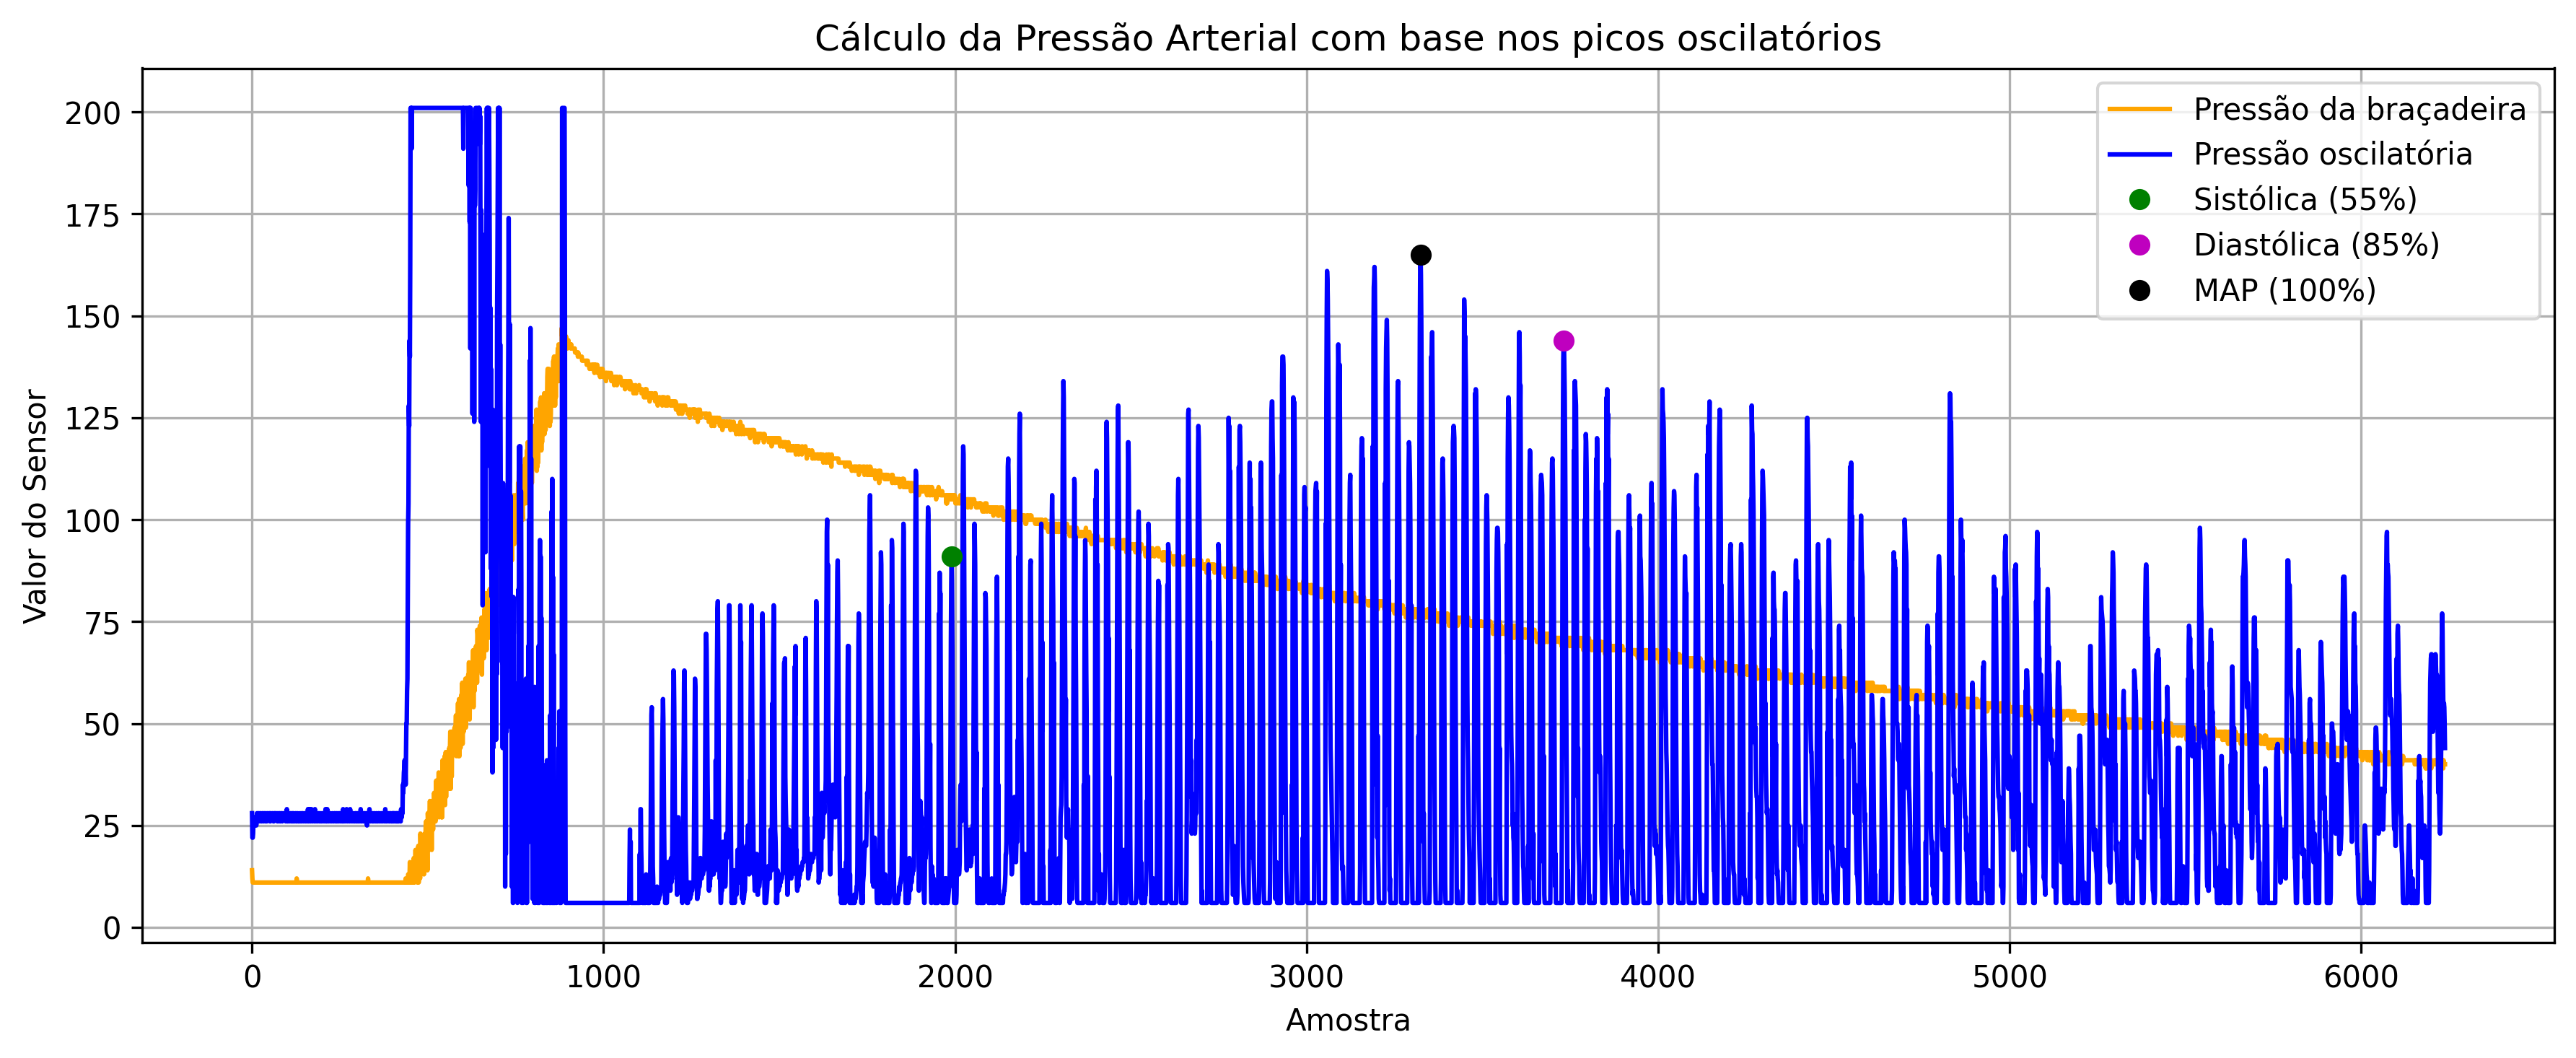 Cálculo da Pressão Arterial com base nos picos oscilatórios
Valor do Sensor
200
175
150
125
100
75
50
25
0
Pressão da braçadeira
Pressão oscilatória
Sistólica (55%)
Diastólica (85%)
MAP (100%)
0 1000 2000 3000 4000 5000 6000
Amostra